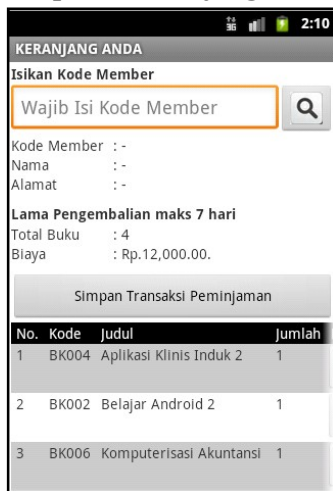 3G 2:10
KERANJANG ANDA
Isikan Kode Member
Wajib Isi Kode Member
Kode Member : -
Nama : -
Alamat : -
Lama Pengembalian maks 7 hari
Total Buku : 4
Biaya : Rp.12,000.00.
Simpan Transaksi Peminjaman
No. Kode Judul Jumlah
1 BK004 Aplikasi Klinis Induk 2 1
2 BK002 Belajar Android 2 1
3 BK006 Komputerisasi Akuntansi 1